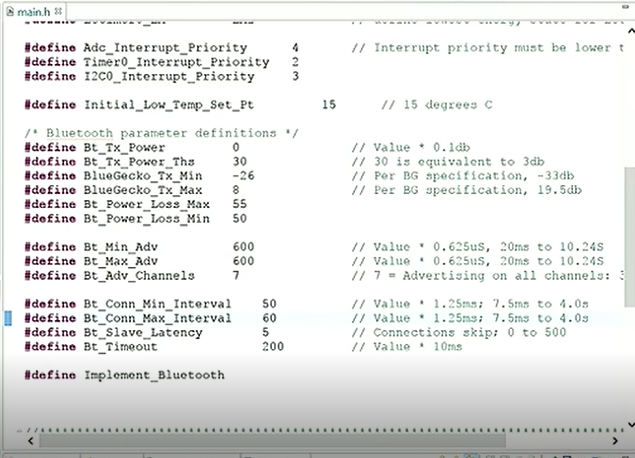 main.h
#define Adc_Interrupt_Priority 4 // Interrupt priority must be lower t
#define Timer0_Interrupt_Priority 2
#define I2C0_Interrupt_Priority 3
#define Initial_Low_Temp_Set_Pt 15 // 15 degrees C
/* Bluetooth parameter definitions */
#define Bt_Tx_Power 0 // Value * 0.1db
#define Bt_Tx_Power_Ths 30 // 30 is equivalent to 3db
#define BlueGecko_Tx_Min -26 // Per BG specification, -33db
#define BlueGecko_Tx_Max 8 // Per BG specification, 19.5db
#define Bt_Power_Loss_Max 55
#define Bt_Power_Loss_Min 50
#define Bt_Min_Adv 600 // Value * 0.625uS, 20ms to 10.24S
#define Bt_Max_Adv 600 // Value * 0.625uS, 20ms to 10.24S
#define Bt_Adv_Channels 7 // 7 = Advertising on all channels: 3
#define Bt_Conn_Min_Interval 50 // Value * 1.25ms; 7.5ms to 4.0s
#define Bt_Conn_Max_Interval 60 // Value * 1.25ms; 7.5ms to 4.0s
#define Bt_Slave_Latency 5 // Connections skip; 0 to 500
#define Bt_Timeout 200 // Value * 10ms
#define Implement_Bluetooth